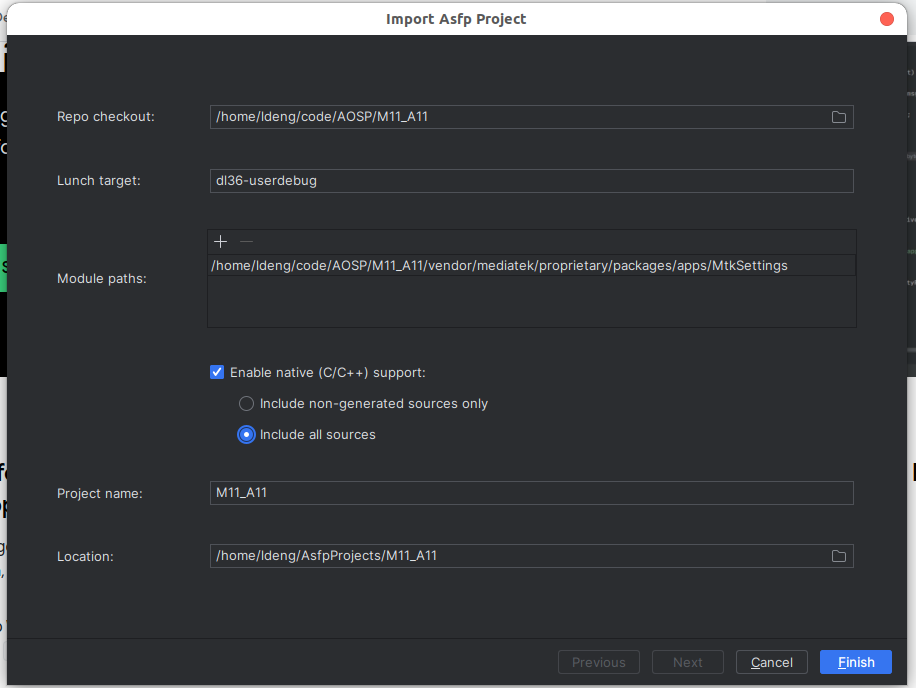 Import Asfp Project
Repo checkout:
/home/ldeng/code/AOSP/M11_A11
Lunch target:
dl36-userdebug
Module paths:
/home/ldeng/code/AOSP/M11_A11/vendor/mediatek/proprietary/packages/apps/MtkSettings
Enable native (C/C++) support:
Include non-generated sources only
Include all sources
Project name:
M11_A11
Location:
/home/ldeng/AsfpProjects/M11_A11
Previous
Next
Cancel
Finish